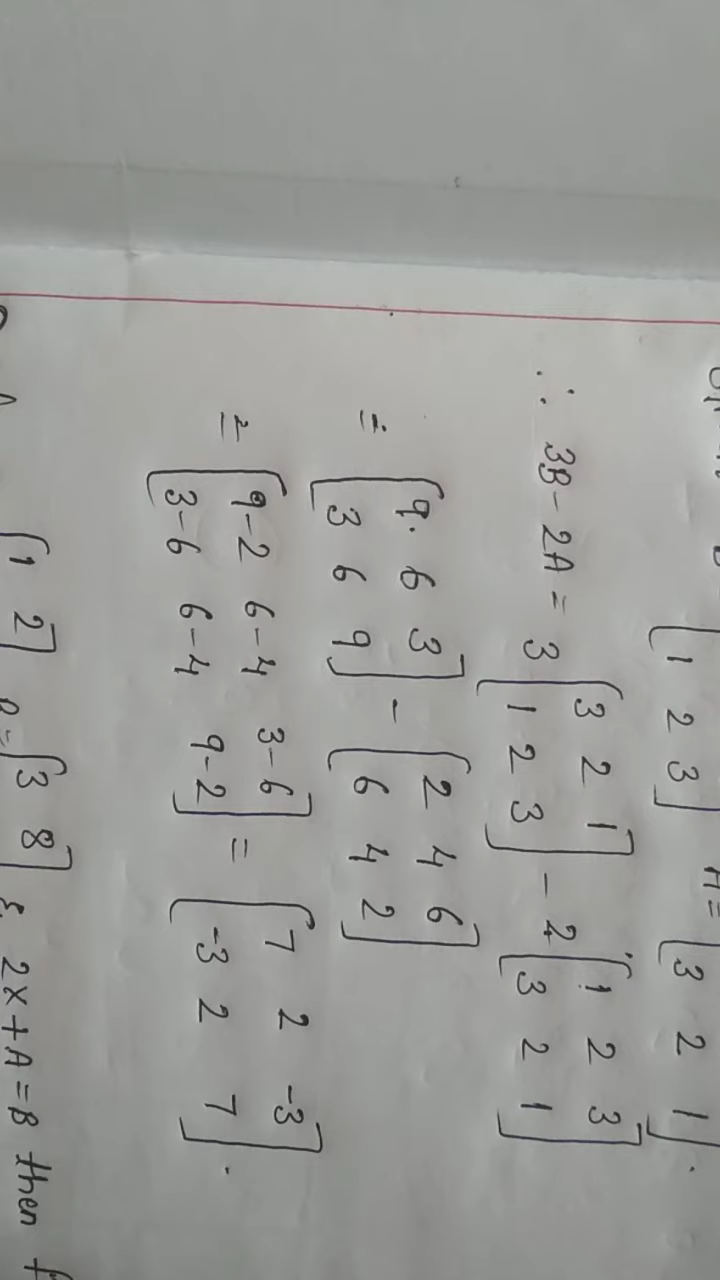 [1 2 3] A = [3 2 1].
∴ 3B - 2A = 3 [3 2 1
1 2 3] - 2 [1 2 3
3 2 1]
= [9 6 3
3 6 9] - [2 4 6
6 4 2]
= [9-2 6-4 3-6
3-6 6-4 9-2] = [7 2 -3
-3 2 7].
[1 2] = [3 8] & 2X + A = B then